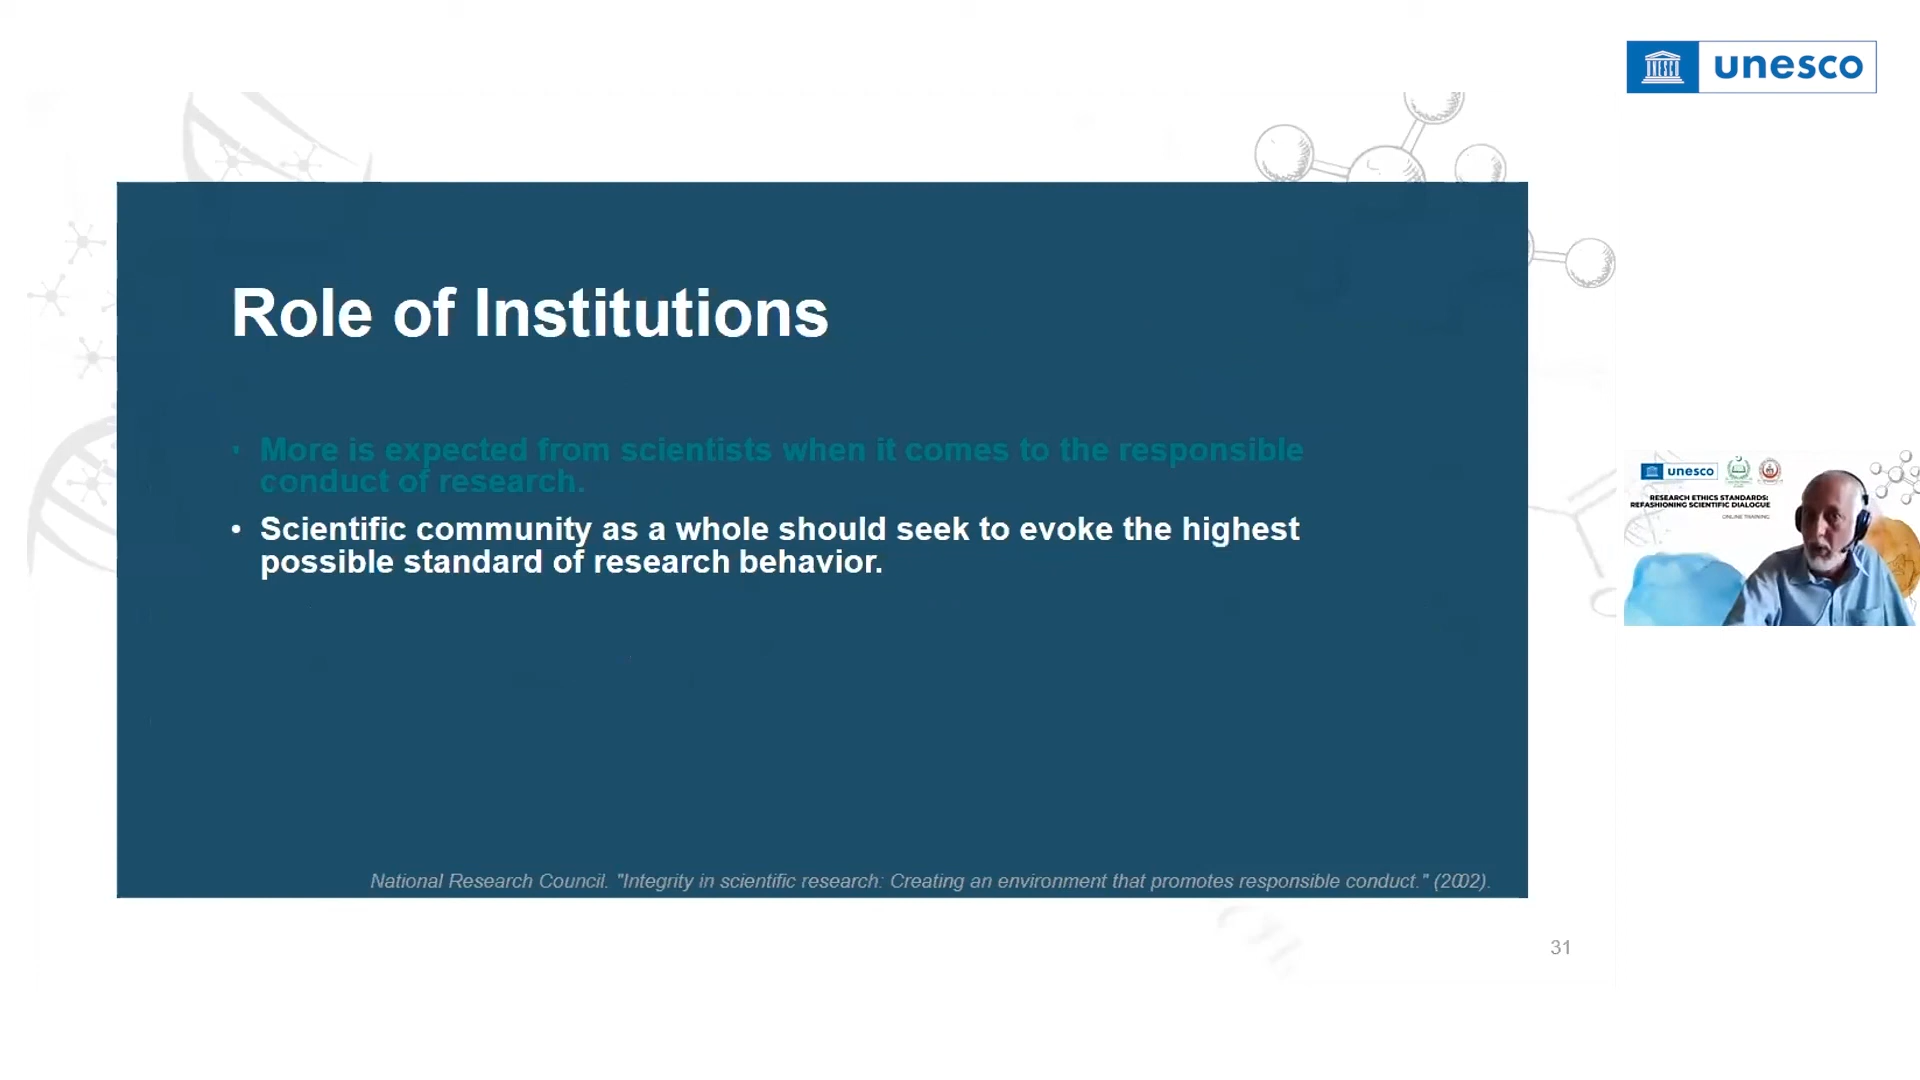 unesco
Role of Institutions
• More is expected from scientists when it comes to the responsible
conduct of research.
• Scientific community as a whole should seek to evoke the highest
possible standard of research behavior.
National Research Council. "Integrity in scientific research: Creating an environment that promotes responsible conduct." (2002).
31
unesco
RESEARCH ETHICS STANDARDS:
REFASHIONING SCIENTIFIC DIALOGUE
ONLINE TRAINING